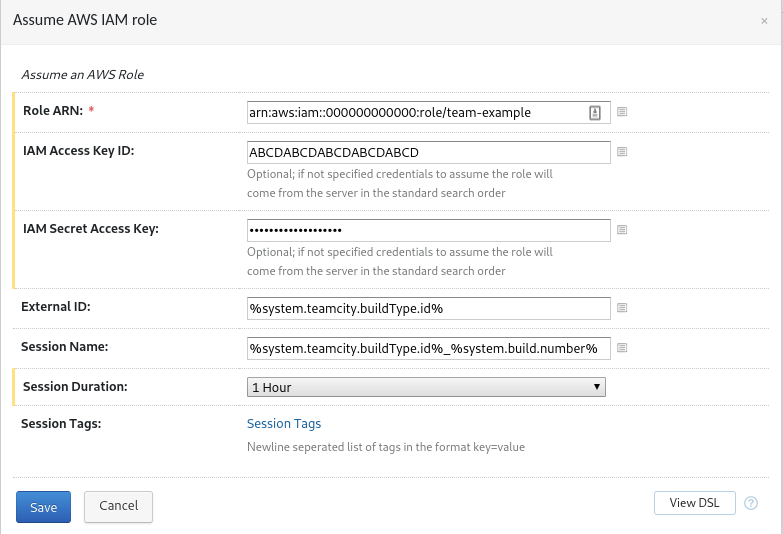 Assume AWS IAM role ×
Assume an AWS Role
Role ARN: * arn:aws:iam::000000000000:role/team-example
IAM Access Key ID: ABCDABCDABCDABCDABCD
Optional; if not specified credentials to assume the role will
come from the server in the standard search order
IAM Secret Access Key: •••••••••••••••••••
Optional; if not specified credentials to assume the role will
come from the server in the standard search order
External ID: %system.teamcity.buildType.id%
Session Name: %system.teamcity.buildType.id%_%system.build.number%
Session Duration: 1 Hour
Session Tags: Session Tags
Newline seperated list of tags in the format key=value
Save Cancel View DSL ?